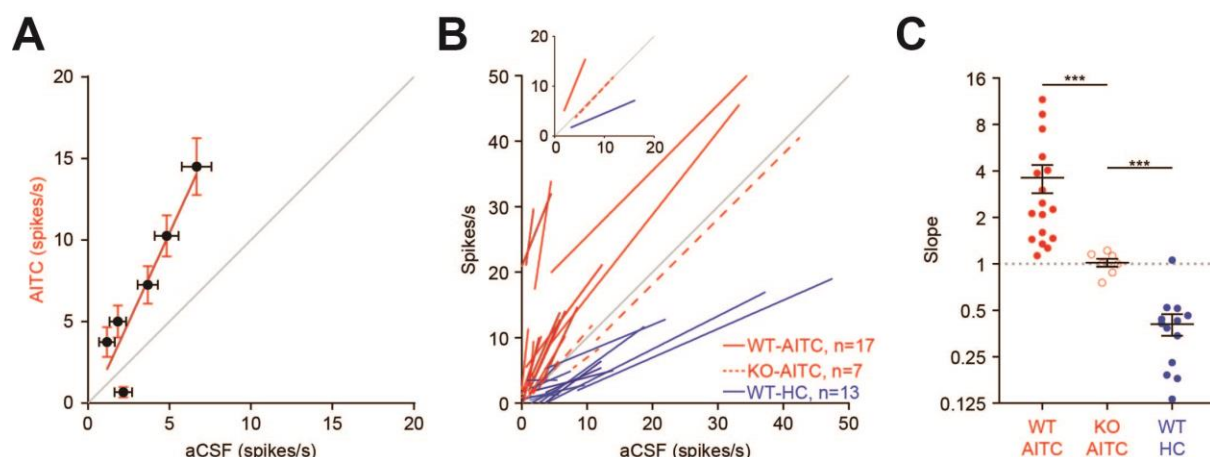 A
20
15
10
5
0
AITC (spikes/s)
0 5 10 15 20
aCSF (spikes/s)
B
20
10
0
0 10 20
50
40
30
20
10
0
Spikes/s
WT-AITC, n=17
KO-AITC, n=7
WT-HC, n=13
0 10 20 30 40 50
aCSF (spikes/s)
C
16
8
4
2
1
0.5
0.25
0.125
Slope
***
***
WT KO WT
AITC AITC HC